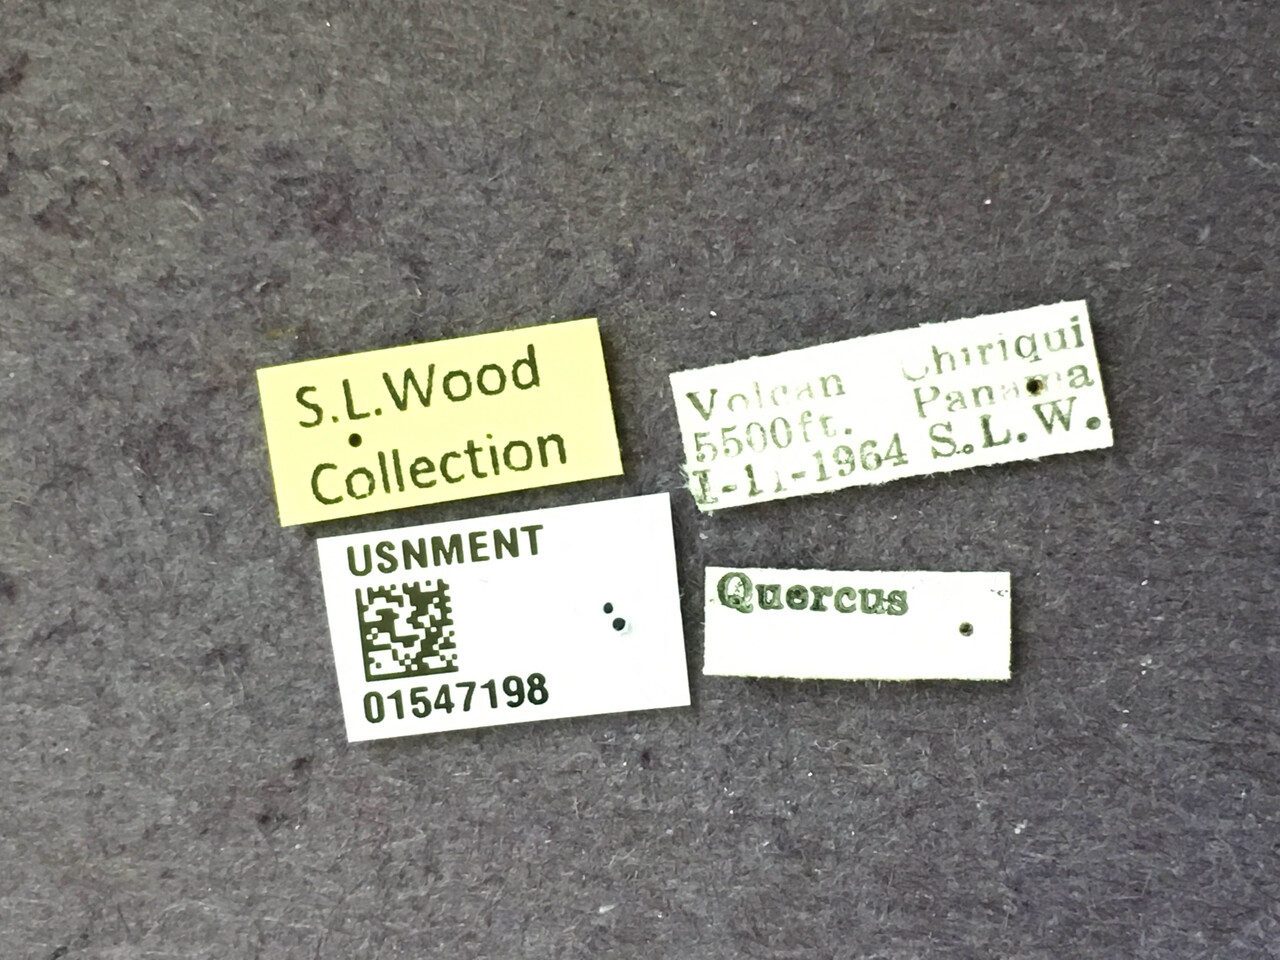 S.L.Wood
Collection
Volcan Chiriqui
5500ft. Panama
I-11-1964 S.L.W.
USNMENT
01547198
Quercus